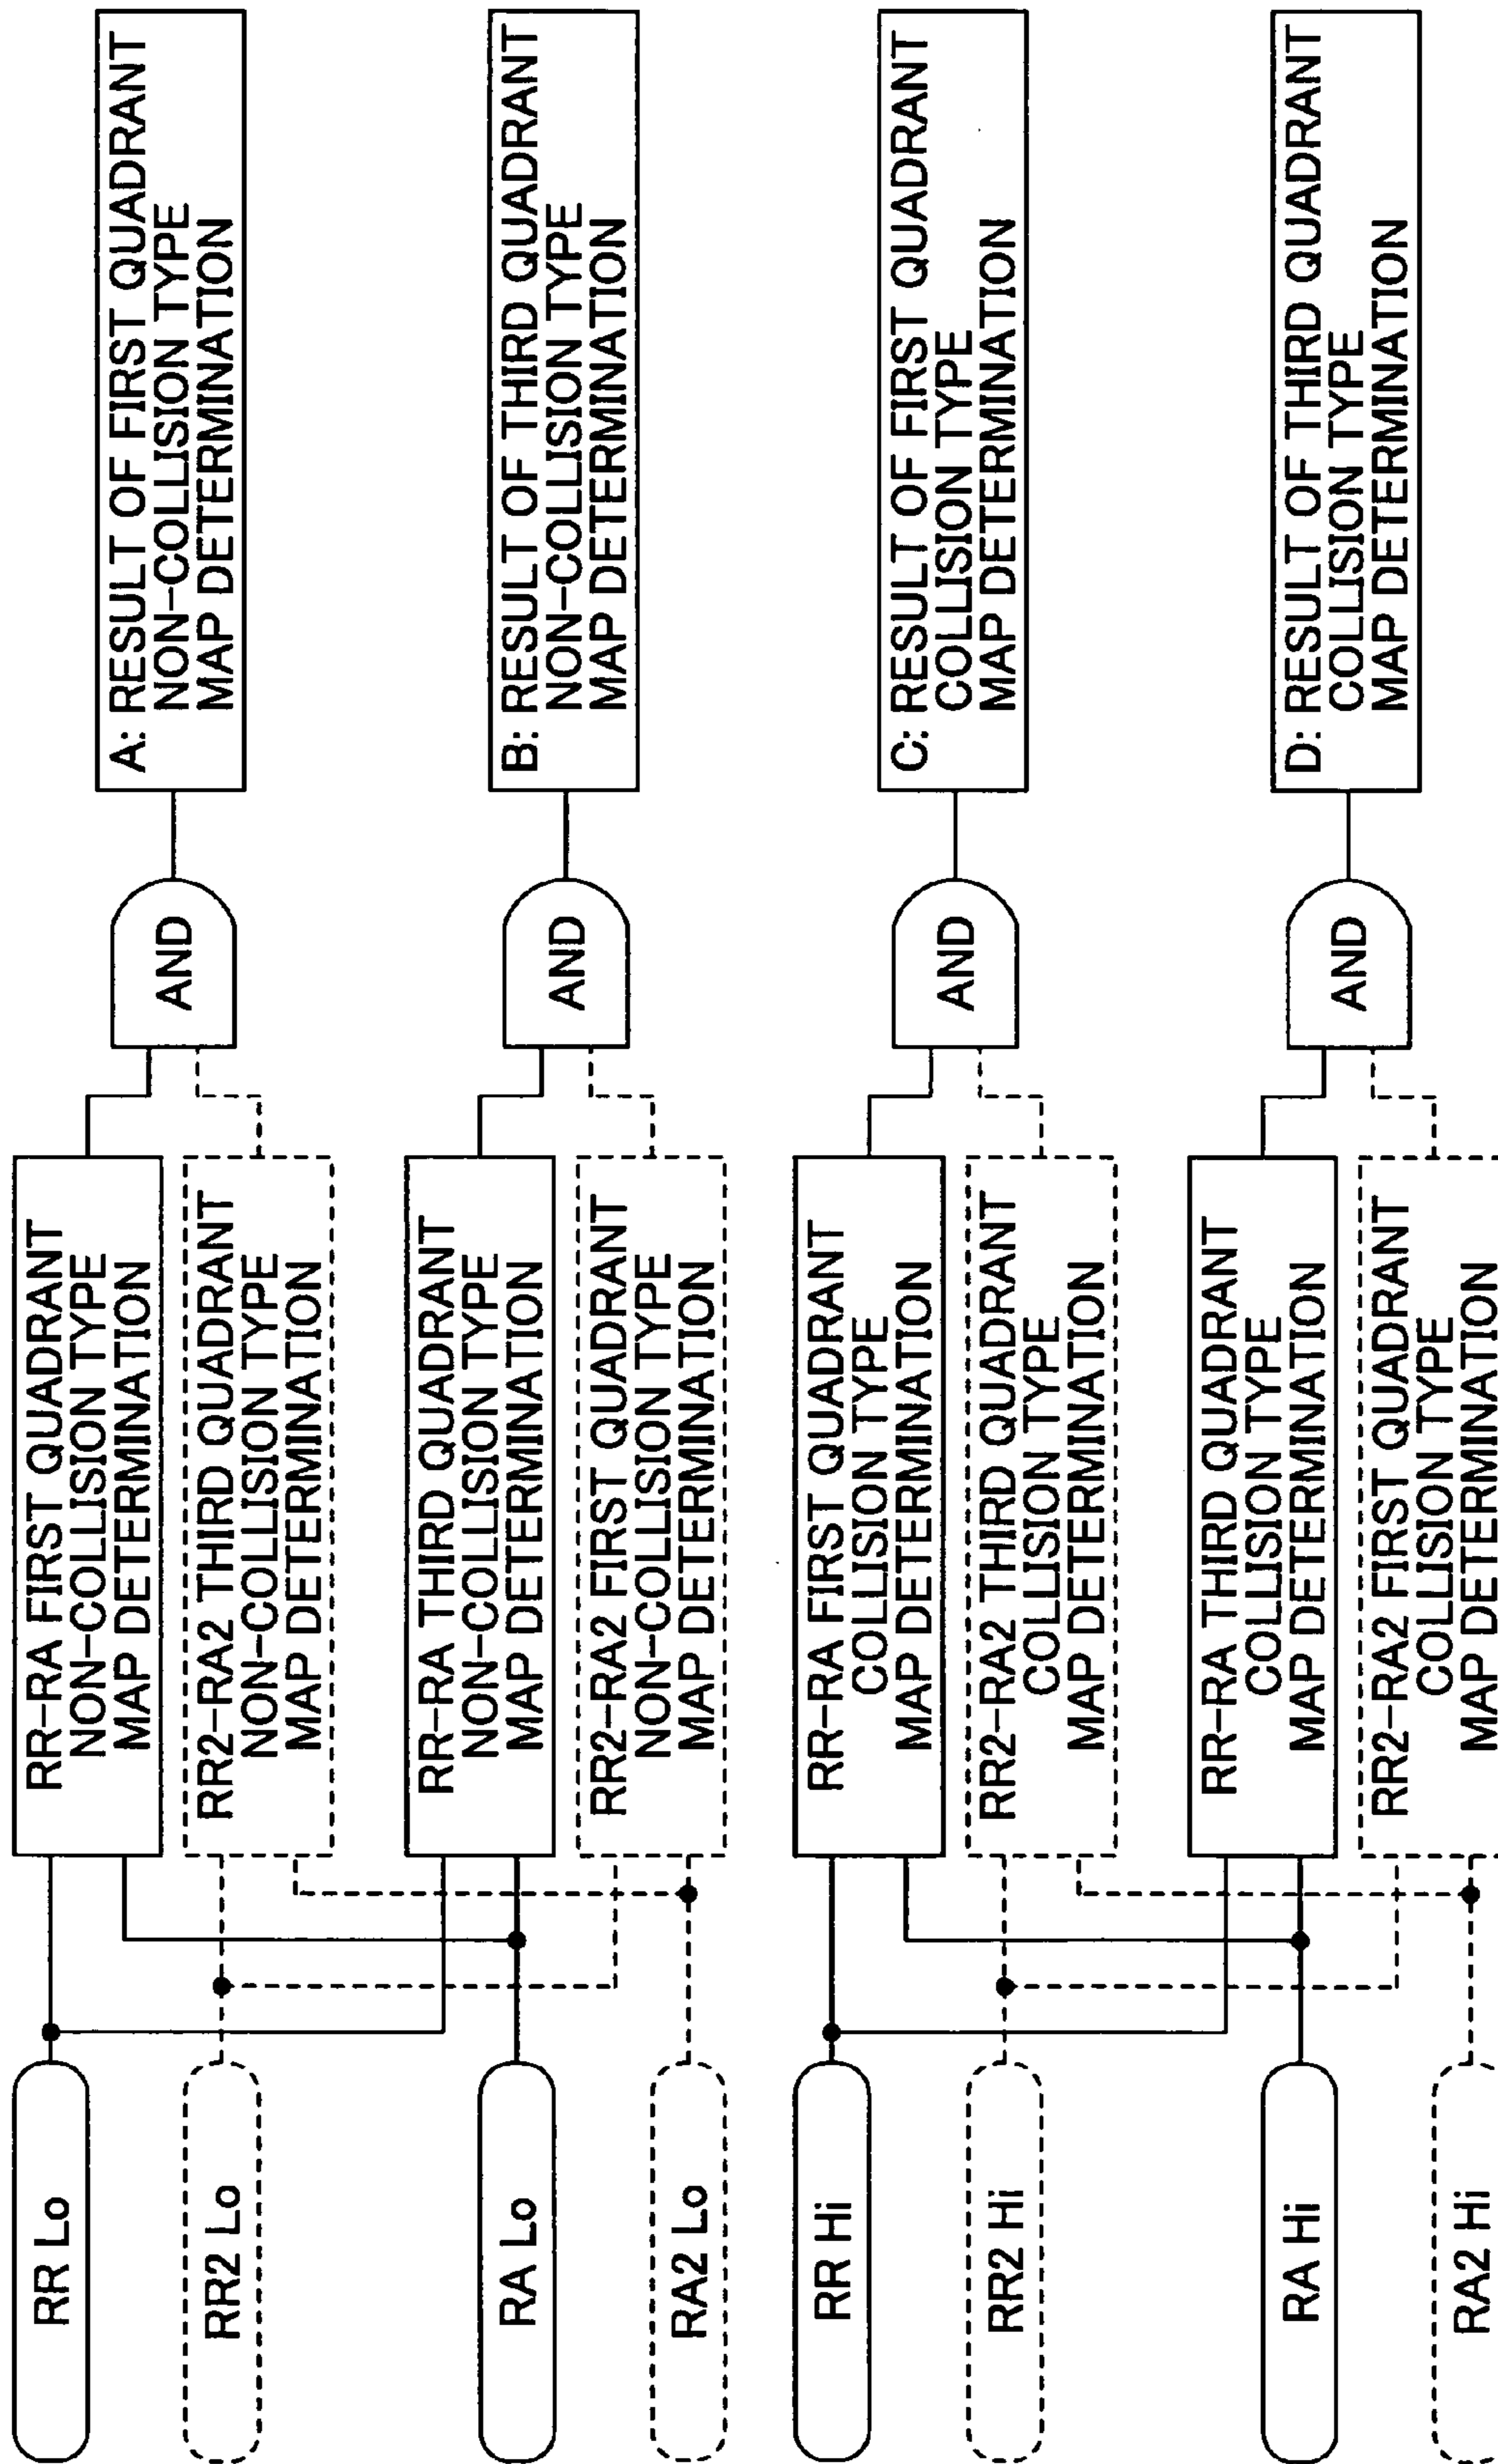 RR Lo
RR2 Lo
RA Lo
RA2 Lo
RR Hi
RR2 Hi
RA Hi
RA2 Hi
RR-RA FIRST QUADRANT
NON-COLLISION TYPE
MAP DETERMINATION
RR2-RA2 THIRD QUADRANT
NON-COLLISION TYPE
MAP DETERMINATION
RR-RA THIRD QUADRANT
NON-COLLISION TYPE
MAP DETERMINATION
RR2-RA2 FIRST QUADRANT
NON-COLLISION TYPE
MAP DETERMINATION
RR-RA FIRST QUADRANT
COLLISION TYPE
MAP DETERMINATION
RR2-RA2 THIRD QUADRANT
COLLISION TYPE
MAP DETERMINATION
RR-RA THIRD QUADRANT
COLLISION TYPE
MAP DETERMINATION
RR2-RA2 FIRST QUADRANT
COLLISION TYPE
MAP DETERMINATION
AND
AND
AND
AND
A: RESULT OF FIRST QUADRANT
NON-COLLISION TYPE
MAP DETERMINATION
B: RESULT OF THIRD QUADRANT
NON-COLLISION TYPE
MAP DETERMINATION
C: RESULT OF FIRST QUADRANT
COLLISION TYPE
MAP DETERMINATION
D: RESULT OF THIRD QUADRANT
COLLISION TYPE
MAP DETERMINATION